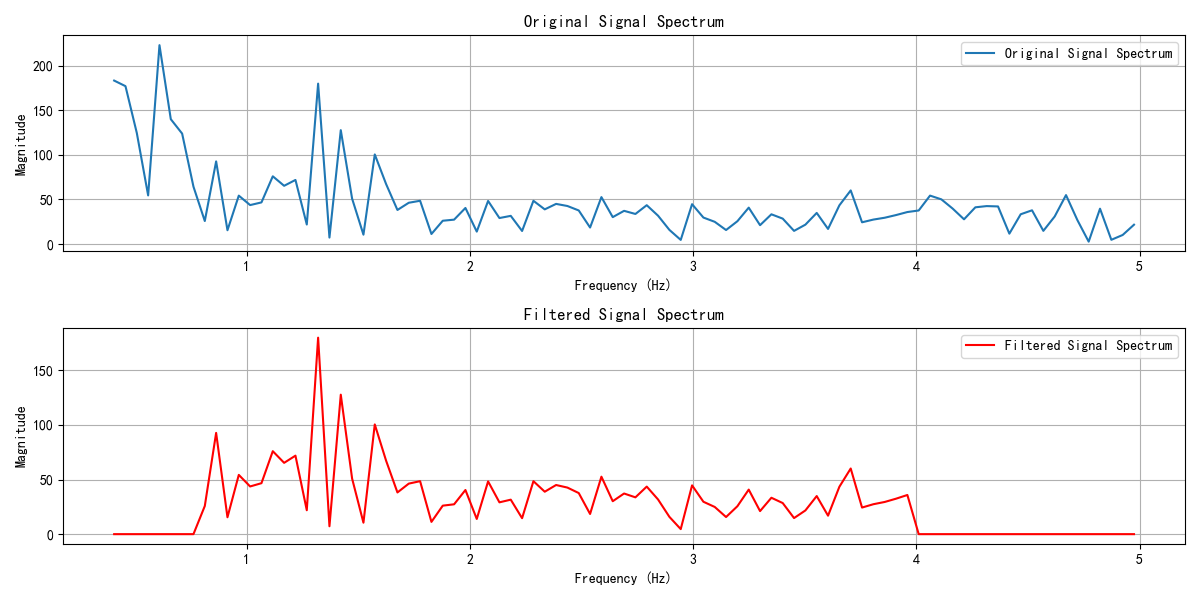 Original Signal Spectrum
Original Signal Spectrum
Magnitude
200
150
100
50
0
1
2
3
4
5
Frequency (Hz)
Filtered Signal Spectrum
Filtered Signal Spectrum
Magnitude
150
100
50
0
1
2
3
4
5
Frequency (Hz)